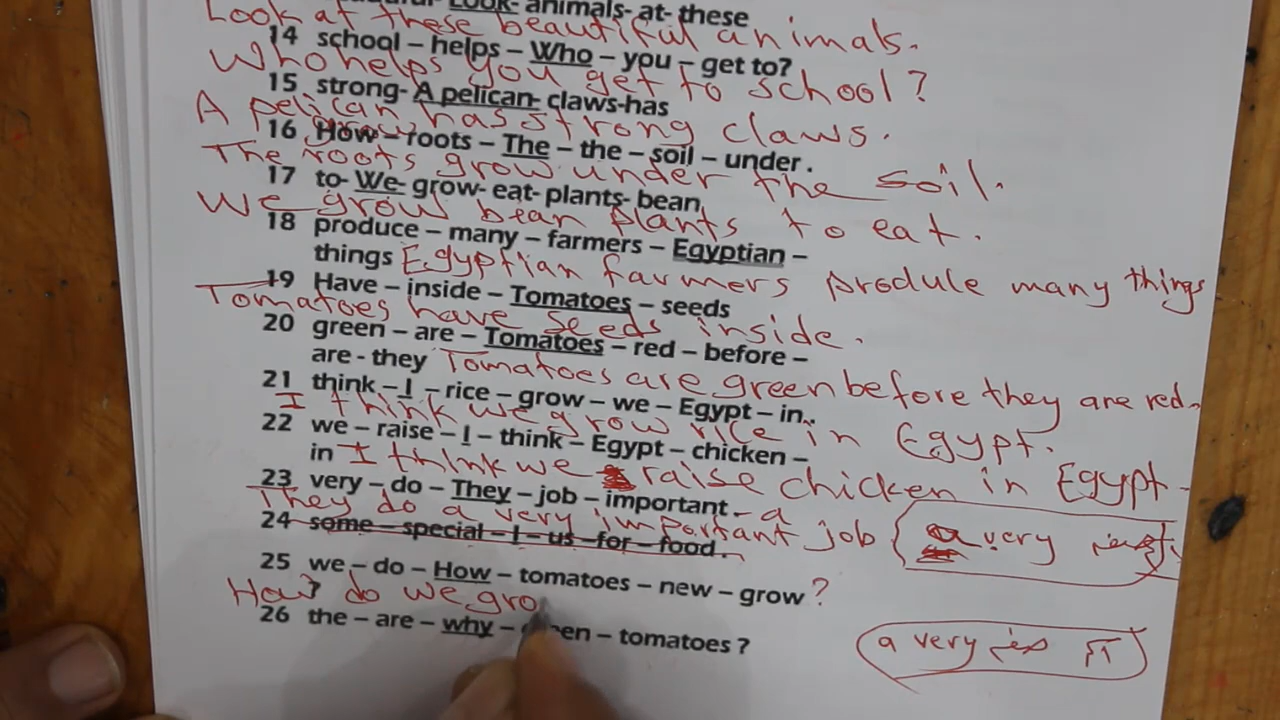 Look- animals- at- these
Look at these beautiful animals.
14 school – helps – Who – you – get to?
Who helps you get to school?
15 strong- A pelican- claws-has
A pelican has strong claws.
16 How – roots – The – the – soil – under .
grow
The roots grow under the soil.
17 to- We- grow- eat- plants- bean
We grow bean plants to eat.
18 produce – many – farmers – Egyptian –
things Egyptian farmers produle many things
19 Have – inside – Tomatoes – seeds
Tomatoes have seeds inside.
20 green – are – Tomatoes – red – before –
are - they Tomatoes are green before they are red.
21 think – I – rice – grow – we – Egypt – in..
I think we grow rice in Egypt.
22 we – raise – I – think – Egypt – chicken –
in I think we raise chicken in Egypt.
23 very – do – They – job – important . - a
They do a very important job
a very
24 some – special – I – us –for – food .
25 we – do – How – tomatoes – new – grow ?
How do we gro
?
26 the – are – why – – tomatoes ?
a very